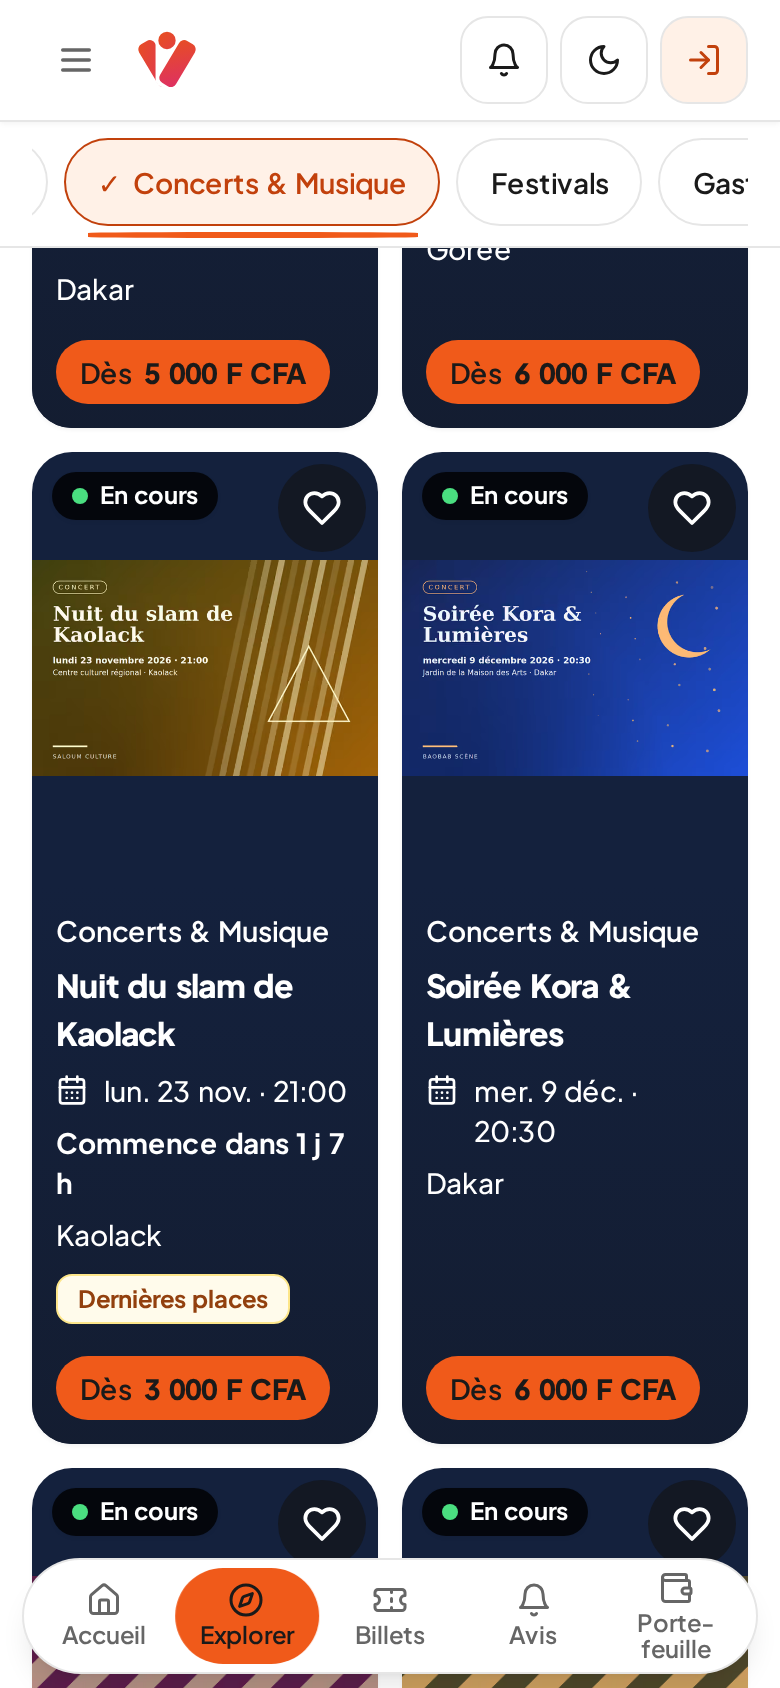 ✓ Concerts & Musique
Festivals
Gast
Gorée
Dakar
Dès 5 000 F CFA
Dès 6 000 F CFA
En cours
CONCERT
Nuit du slam de
Kaolack
lundi 23 novembre 2026 · 21:00
Centre culturel régional · Kaolack
SALOUM CULTURE
Concerts & Musique
Nuit du slam de
Kaolack
lun. 23 nov. · 21:00
Commence dans 1 j 7
h
Kaolack
Dernières places
Dès 3 000 F CFA
En cours
CONCERT
Soirée Kora &
Lumières
mercredi 9 décembre 2026 · 20:30
Jardin de la Maison des Arts · Dakar
BAOBAB SCÈNE
Concerts & Musique
Soirée Kora &
Lumières
mer. 9 déc. ·
20:30
Dakar
Dès 6 000 F CFA
En cours
En cours
Accueil
Explorer
Billets
Avis
Porte-
feuille